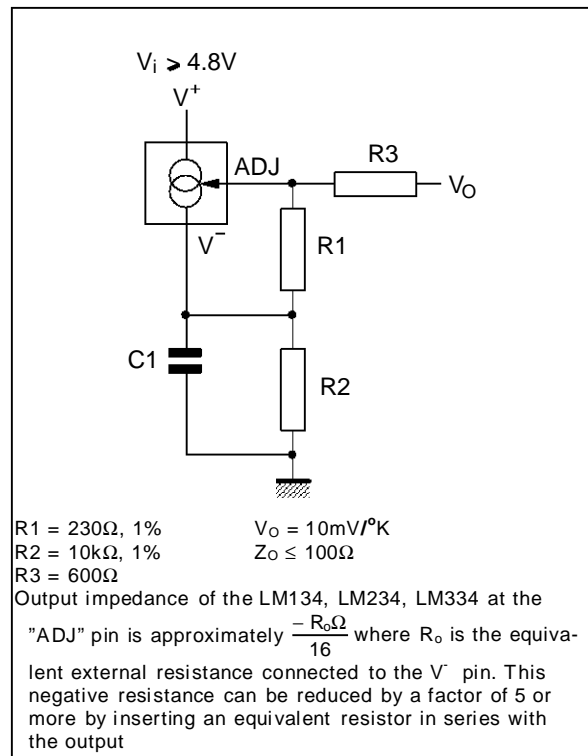 Vi ⩾ 4.8V
V+
ADJ
R3
VO
V−
R1
C1
R2
R1 = 230Ω, 1%
VO = 10mV/°K
R2 = 10kΩ, 1%
ZO ≤ 100Ω
R3 = 600Ω
Output impedance of the LM134, LM234, LM334 at the
”ADJ” pin is approximately − RoΩ / 16 where Ro is the equiva-
lent external resistance connected to the V- pin. This
negative resistance can be reduced by a factor of 5 or
more by inserting an equivalent resistor in series with
the output